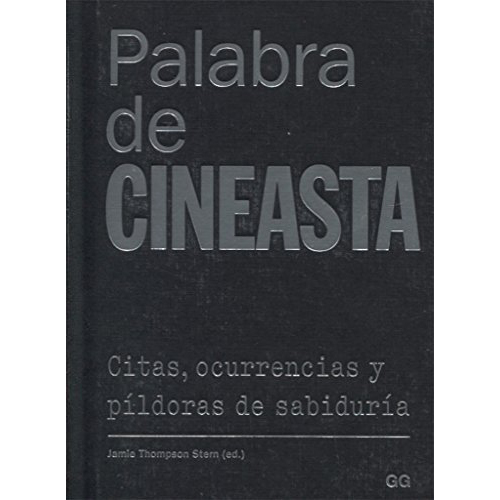 Palabra
de
CINEASTA
Citas, ocurrencias y
píldoras de sabiduría
Jamie Thompson Stern (ed.)
GG